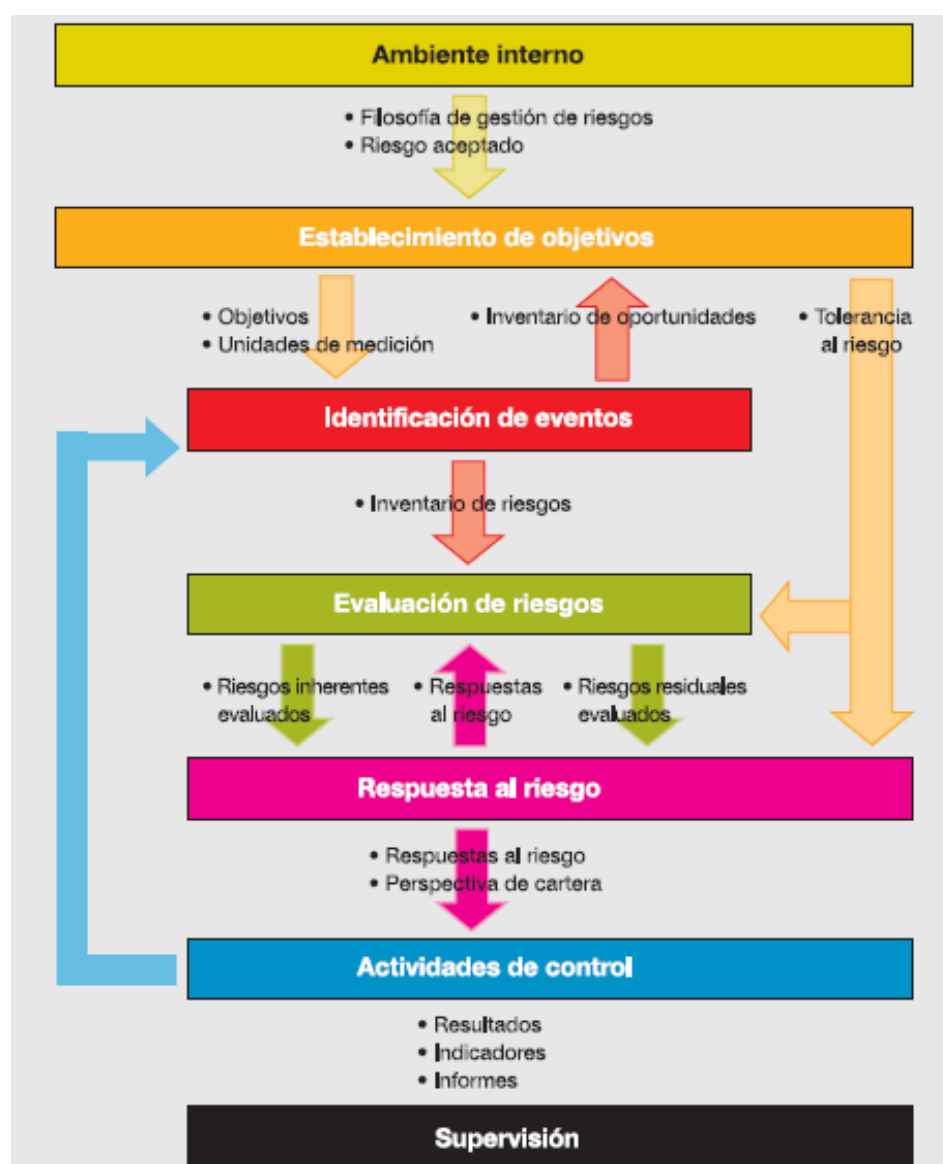 Ambiente interno
• Filosofía de gestión de riesgos
• Riesgo aceptado
Establecimiento de objetivos
• Objetivos
• Unidades de medición
• Inventario de oportunidades
• Tolerancia
al riesgo
Identificación de eventos
• Inventario de riesgos
Evaluación de riesgos
• Riesgos inherentes
evaluados
• Respuestas
al riesgo
• Riesgos residuales
evaluados
Respuesta al riesgo
• Respuestas al riesgo
• Perspectiva de cartera
Actividades de control
• Resultados
• Indicadores
• Informes
Supervisión